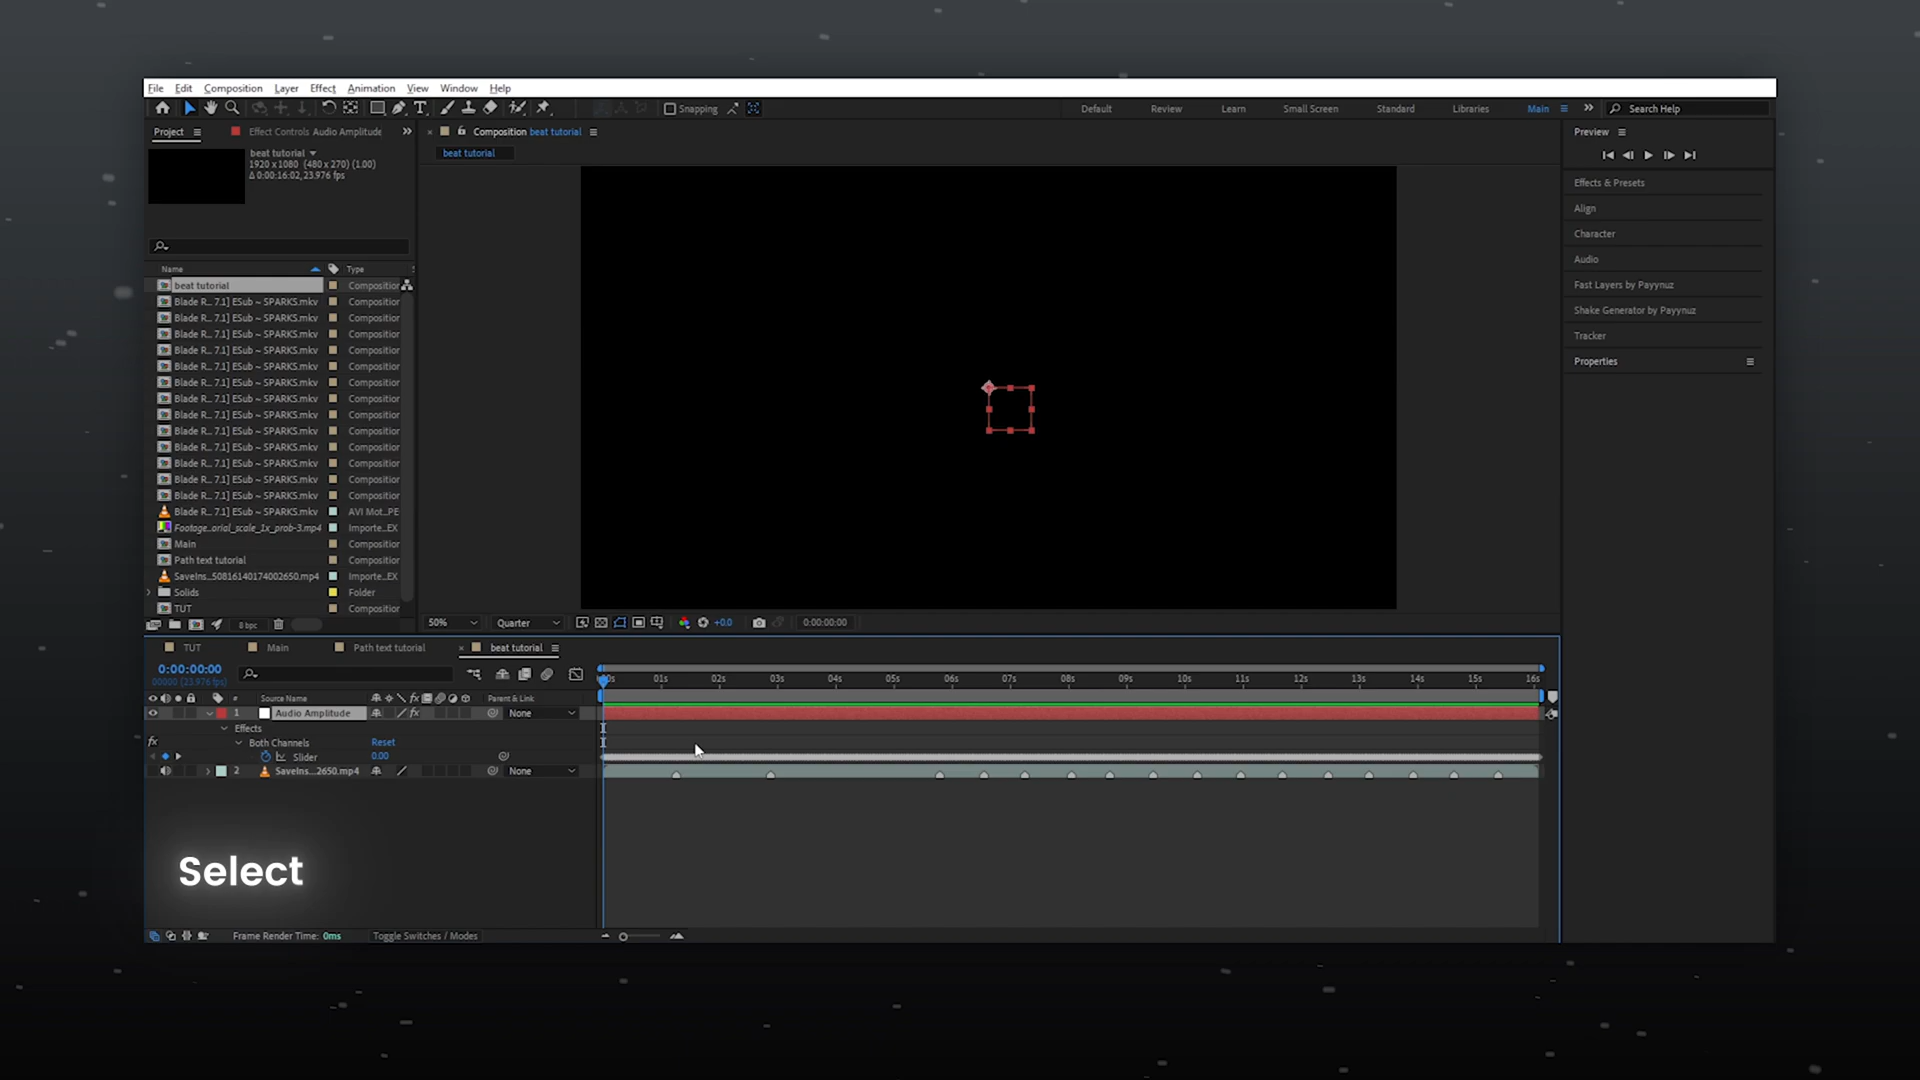 File Edit Composition Layer Effect Animation View Window Help
Snapping Default Review Learn Small Screen Standard Libraries Main Search Help
Project Effect Controls Audio Amplitude
Composition beat tutorial
Preview
beat tutorial
1920 x1080 (480 x 270) (1.00)
Δ 0:00:16:02, 23.976 fps
beat tutorial
Effects & Presets
Align
Character
Audio
Fast Layers by Payynuz
Shake Generator by Payynuz
Tracker
Properties
Name Type
beat tutorial Composition
Blade R... 7.1] ESub ~ SPARKS.mkv Composition
Blade R... 7.1] ESub ~ SPARKS.mkv Composition
Blade R... 7.1] ESub ~ SPARKS.mkv Composition
Blade R... 7.1] ESub ~ SPARKS.mkv Composition
Blade R... 7.1] ESub ~ SPARKS.mkv Composition
Blade R... 7.1] ESub ~ SPARKS.mkv Composition
Blade R... 7.1] ESub ~ SPARKS.mkv Composition
Blade R... 7.1] ESub ~ SPARKS.mkv Composition
Blade R... 7.1] ESub ~ SPARKS.mkv Composition
Blade R... 7.1] ESub ~ SPARKS.mkv Composition
Blade R... 7.1] ESub ~ SPARKS.mkv Composition
Blade R... 7.1] ESub ~ SPARKS.mkv Composition
Blade R... 7.1] ESub ~ SPARKS.mkv Composition
Blade R... 7.1] ESub ~ SPARKS.mkv AVI Mot...PE
Footage...orial_scale_1x_prob-3.mp4 Importe...EX
Main Composition
Path text tutorial Composition
SaveIns...50816140174002650.mp4 Importe...EX
Solids Folder
TUT Composition
8 bpc
50% Quarter +0.0 0:00:00:00
TUT Main Path text tutorial beat tutorial
0:00:00:00
00000 (23.976 fps)
01s 02s 03s 04s 05s 06s 07s 08s 09s 10s 11s 12s 13s 14s 15s 16s
# Source Name fx Parent & Link
1 Audio Amplitude fx None
Effects
fx Both Channels Reset
Slider 0.00
2 SaveIns...2650.mp4 None
Select
Frame Render Time: 0ms Toggle Switches / Modes